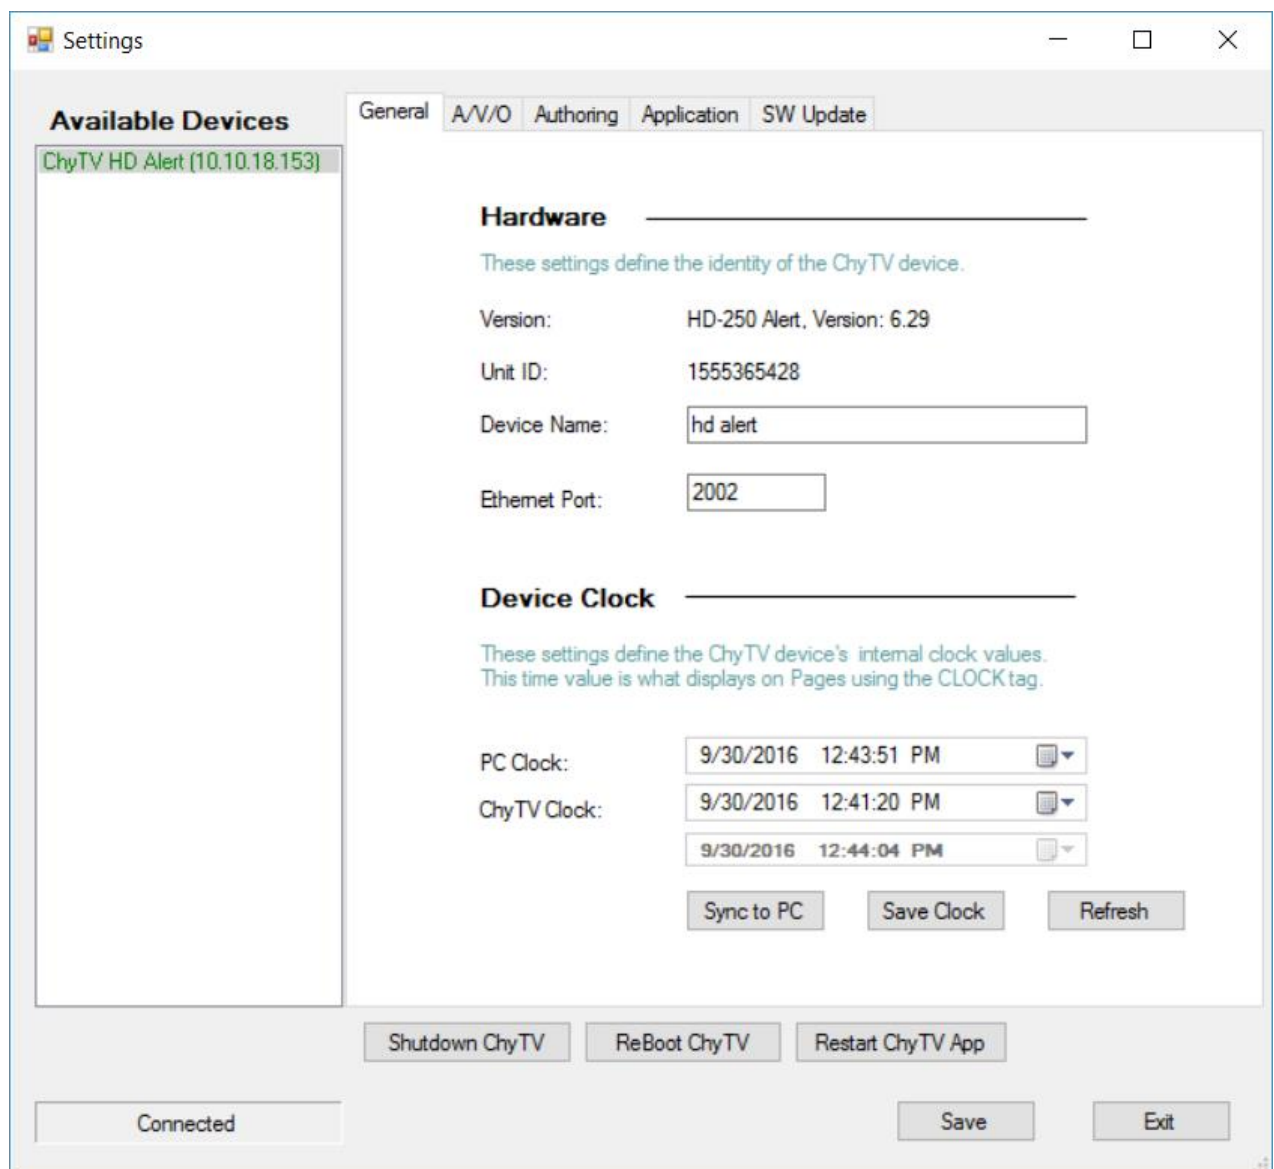 Settings
Available Devices
ChyTV HD Alert (10.10.18.153)
General A/V/O Authoring Application SW Update
Hardware
These settings define the identity of the ChyTV device.
Version: HD-250 Alert, Version: 6.29
Unit ID: 1555365428
Device Name: hd alert
Ethernet Port: 2002
Device Clock
These settings define the ChyTV device's internal clock values.
This time value is what displays on Pages using the CLOCK tag.
PC Clock: 9/30/2016 12:43:51 PM
ChyTV Clock: 9/30/2016 12:41:20 PM
9/30/2016 12:44:04 PM
Sync to PC Save Clock Refresh
Shutdown ChyTV ReBoot ChyTV Restart ChyTV App
Connected Save Exit